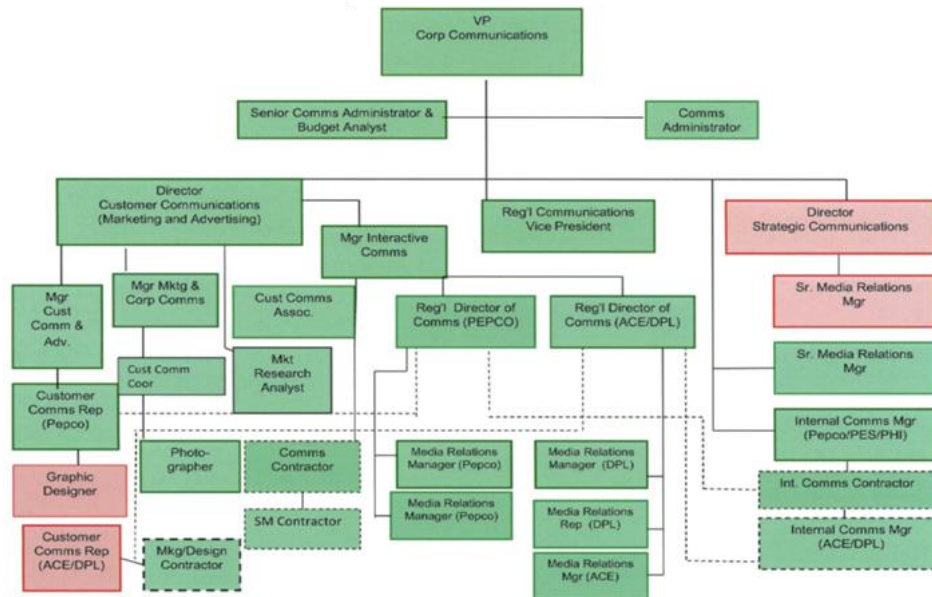 VP
Corp Communications
Senior Comms Administrator &
Budget Analyst
Comms
Administrator
Director
Customer Communications
(Marketing and Advertising)
Reg'l Communications
Vice President
Director
Strategic Communications
Mgr Interactive
Comms
Mgr
Cust
Comm &
Adv.
Mgr Mktg &
Corp Comms
Cust Comms
Assoc.
Reg'l Director of
Comms (PEPCO)
Reg'l Director of
Comms (ACE/DPL)
Sr. Media Relations
Mgr
Cust Comm
Coor
Mkt
Research
Analyst
Sr. Media Relations
Mgr
Customer
Comms Rep
(Pepco)
Internal Comms Mgr
(Pepco/PES/PHI)
Graphic
Designer
Photo-
grapher
Comms
Contractor
Media Relations
Manager (Pepco)
Media Relations
Manager (DPL)
Int. Comms Contractor
SM Contractor
Media Relations
Manager (Pepco)
Media Relations
Rep (DPL)
Internal Comms Mgr
(ACE/DPL)
Customer
Comms Rep
(ACE/DPL)
Mkg/Design
Contractor
Media Relations
Mgr (ACE)